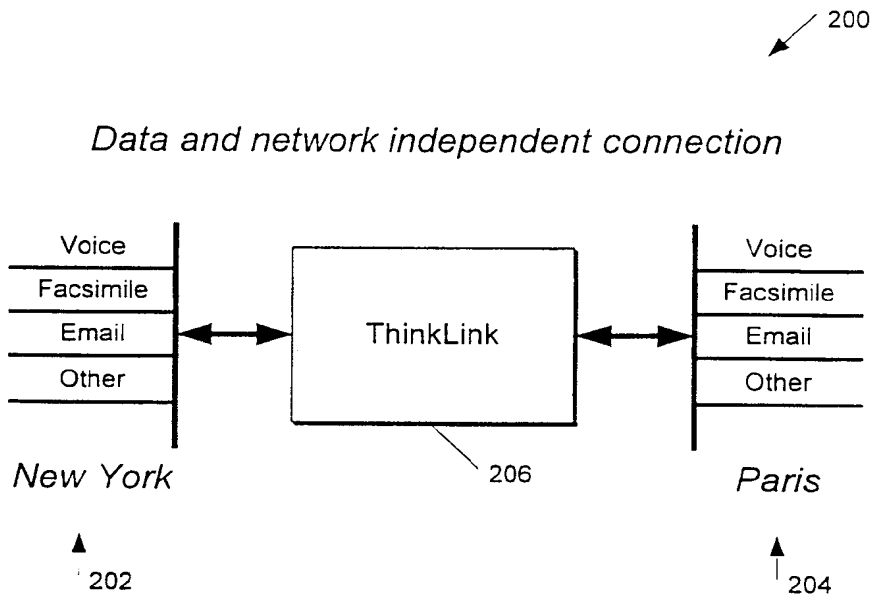 200
Data and network independent connection
Voice
Facsimile
Email
Other
ThinkLink
Voice
Facsimile
Email
Other
New York
206
Paris
202
204